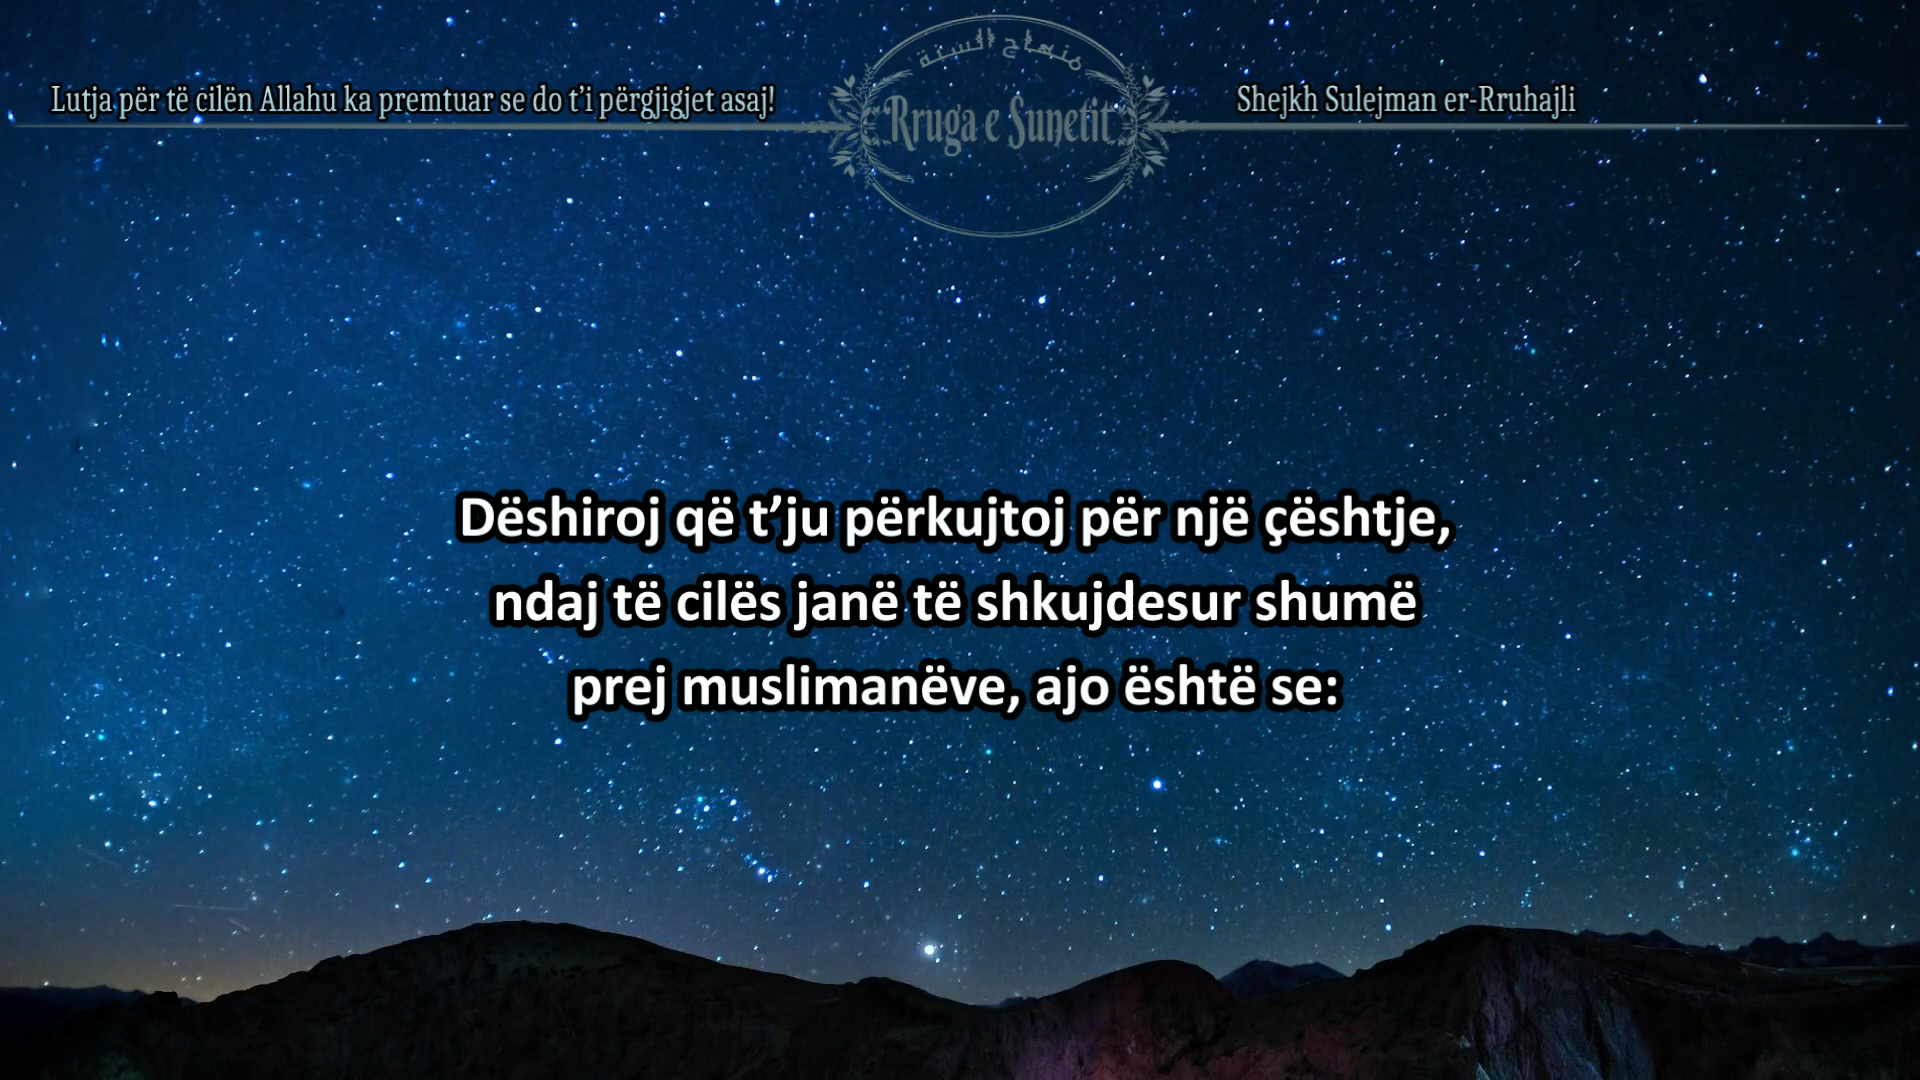 Lutja për të cilën Allahu ka premtuar se do t’i përgjigjet asaj!
منهاج السنة
Rruga e Sunetit
Shejkh Sulejman er-Rruhajli
Dëshiroj që t’ju përkujtoj për një çështje,
ndaj të cilës janë të shkujdesur shumë
prej muslimanëve, ajo është se: